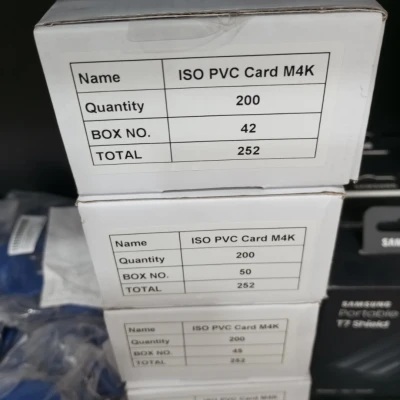 Name ISO PVC Card M4K
Quantity 200
BOX NO. 42
TOTAL 252
Name ISO PVC Card M4K
Quantity 200
BOX NO. 50
TOTAL 252
Name ISO PVC Card M4K
Quantity 200
BOX NO. 45
TOTAL 252
SAN
SAMSUNG
Portable
T7 Shield